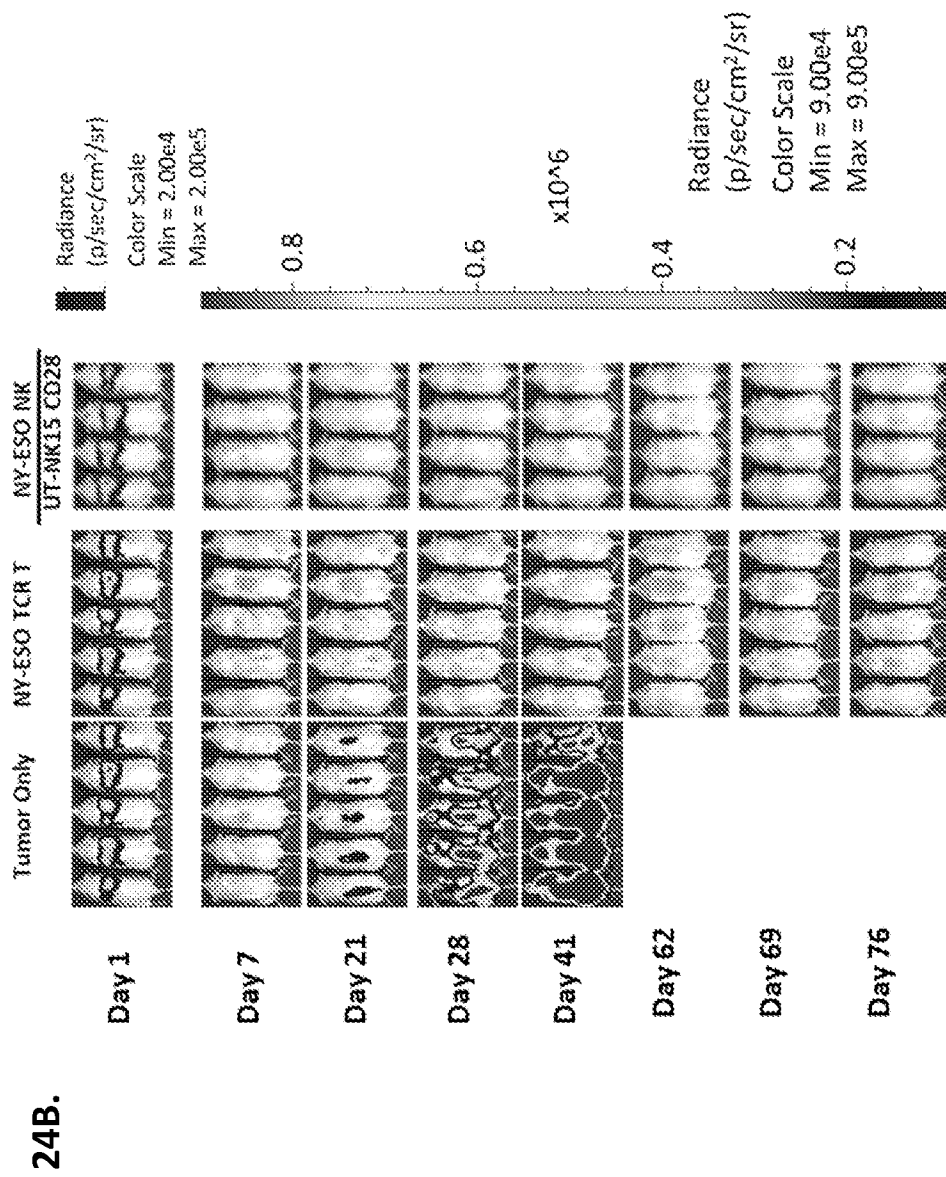 24B.
Tumor Only
NY-ESO TCR T
NY-ESO NK
UT-NK15 CD28
Day 1
Day 7
Day 21
Day 28
Day 41
Day 62
Day 69
Day 76
Radiance
(p/sec/cm²/sr)
Color Scale
Min = 2.00e4
Max = 2.00e5
0.8
0.6
0.4
0.2
x10^6
Radiance
(p/sec/cm²/sr)
Color Scale
Min = 9.00e4
Max = 9.00e5